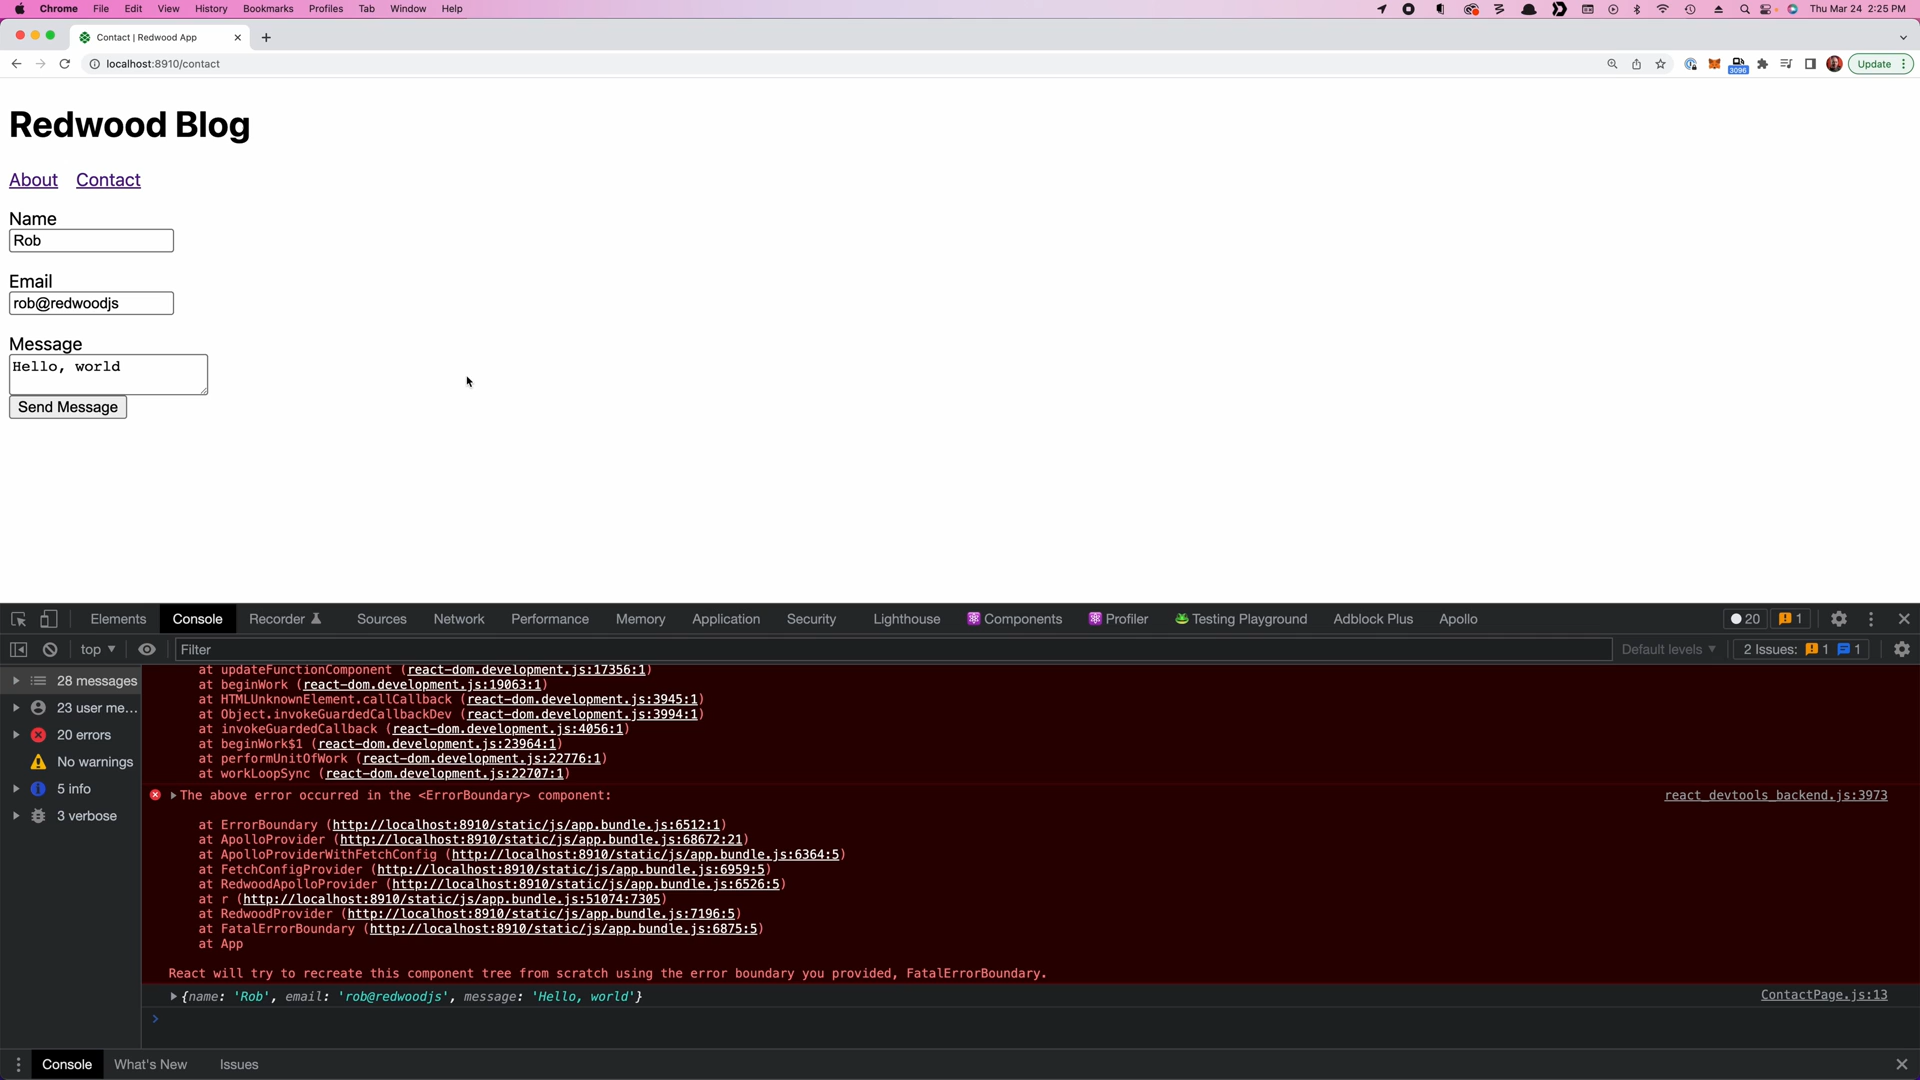 Chrome File Edit View History Bookmarks Profiles Tab Window Help Thu Mar 24 2:25 PM
Contact | Redwood App
localhost:8910/contact 3096 Update
Redwood Blog
About Contact
Name
Rob
Email
rob@redwoodjs
Message
Hello, world
Send Message
Elements Console Recorder Sources Network Performance Memory Application Security Lighthouse Components Profiler Testing Playground Adblock Plus Apollo 20 1
top Filter Default levels 2 Issues: 1 1
28 messages
23 user me...
20 errors
No warnings
5 info
3 verbose
at updateFunctionComponent (react-dom.development.js:17356:1)
at beginWork (react-dom.development.js:19063:1)
at HTMLUnknownElement.callCallback (react-dom.development.js:3945:1)
at Object.invokeGuardedCallbackDev (react-dom.development.js:3994:1)
at invokeGuardedCallback (react-dom.development.js:4056:1)
at beginWork$1 (react-dom.development.js:23964:1)
at performUnitOfWork (react-dom.development.js:22776:1)
at workLoopSync (react-dom.development.js:22707:1)
The above error occurred in the <ErrorBoundary> component: react_devtools_backend.js:3973
at ErrorBoundary (http://localhost:8910/static/js/app.bundle.js:6512:1)
at ApolloProvider (http://localhost:8910/static/js/app.bundle.js:68672:21)
at ApolloProviderWithFetchConfig (http://localhost:8910/static/js/app.bundle.js:6364:5)
at FetchConfigProvider (http://localhost:8910/static/js/app.bundle.js:6959:5)
at RedwoodApolloProvider (http://localhost:8910/static/js/app.bundle.js:6526:5)
at r (http://localhost:8910/static/js/app.bundle.js:51074:7305)
at RedwoodProvider (http://localhost:8910/static/js/app.bundle.js:7196:5)
at FatalErrorBoundary (http://localhost:8910/static/js/app.bundle.js:6875:5)
at App
React will try to recreate this component tree from scratch using the error boundary you provided, FatalErrorBoundary.
{name: 'Rob', email: 'rob@redwoodjs', message: 'Hello, world'} ContactPage.js:13
Console What's New Issues